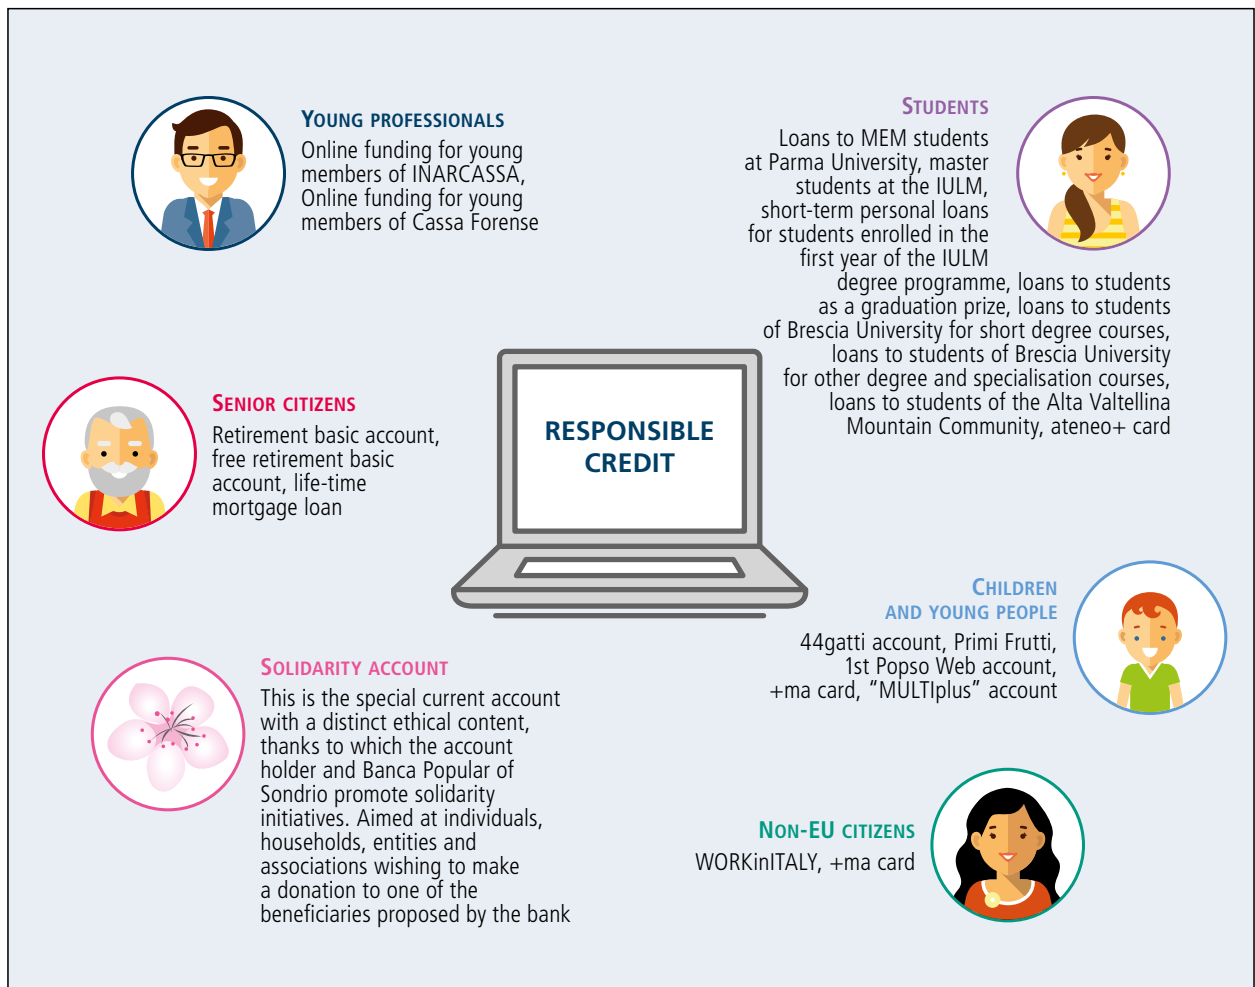 YOUNG PROFESSIONALS
Online funding for young
members of INARCASSA,
Online funding for young
members of Cassa Forense
STUDENTS
Loans to MEM students
at Parma University, master
students at the IULM,
short-term personal loans
for students enrolled in the
first year of the IULM
degree programme, loans to students
as a graduation prize, loans to students
of Brescia University for short degree courses,
loans to students of Brescia University
for other degree and specialisation courses,
loans to students of the Alta Valtellina
Mountain Community, ateneo+ card
SENIOR CITIZENS
Retirement basic account,
free retirement basic
account, life-time
mortgage loan
RESPONSIBLE
CREDIT
CHILDREN
AND YOUNG PEOPLE
44gatti account, Primi Frutti,
1st Popso Web account,
+ma card, “MULTIplus” account
SOLIDARITY ACCOUNT
This is the special current account
with a distinct ethical content,
thanks to which the account
holder and Banca Popular of
Sondrio promote solidarity
initiatives. Aimed at individuals,
households, entities and
associations wishing to make
a donation to one of the
beneficiaries proposed by the bank
NON-EU CITIZENS
WORKinITALY, +ma card